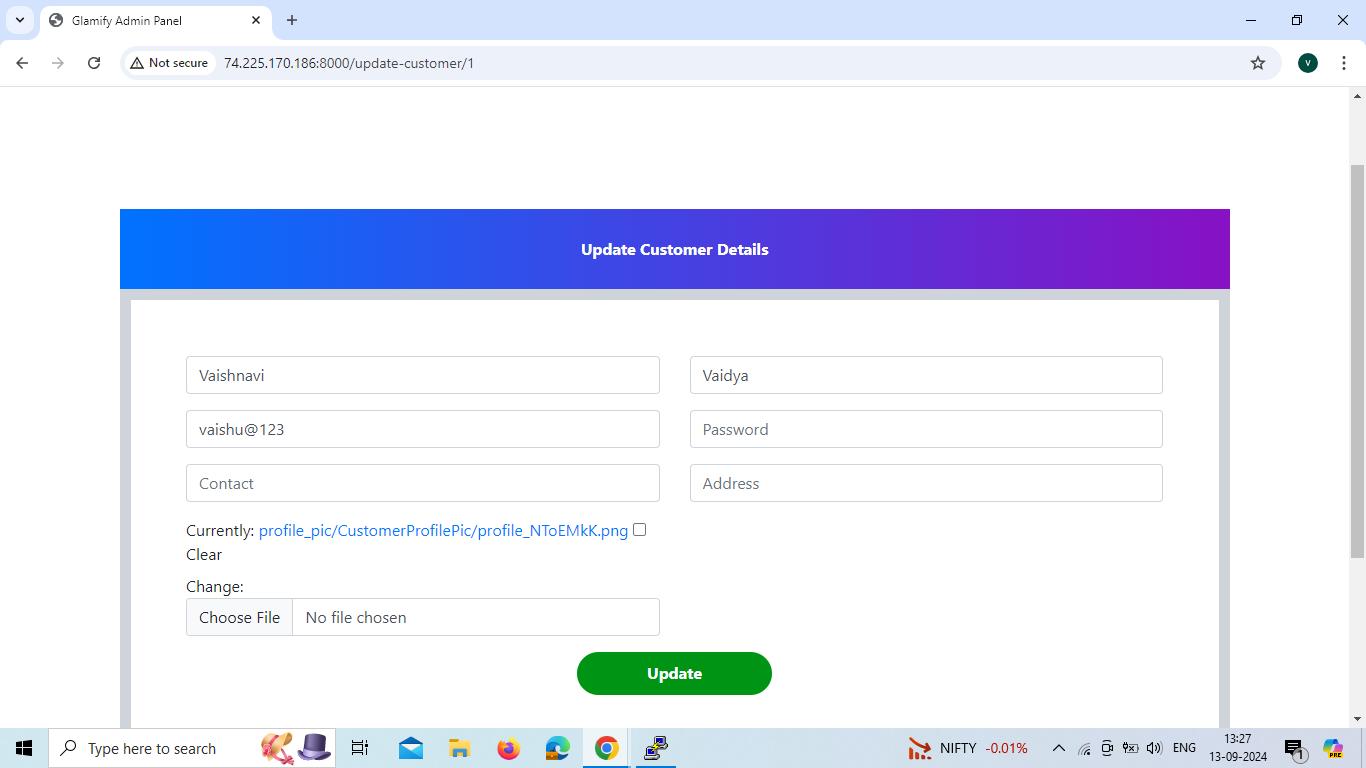 Glamify Admin Panel
Not secure
74.225.170.186:8000/update-customer/1
V
Update Customer Details
Vaishnavi
Vaidya
vaishu@123
Password
Contact
Address
Currently: profile_pic/CustomerProfilePic/profile_NToEMkK.png
Clear
Change:
Choose File No file chosen
Update
Type here to search
NIFTY -0.01%
ENG
13:27
13-09-2024
1
PRE